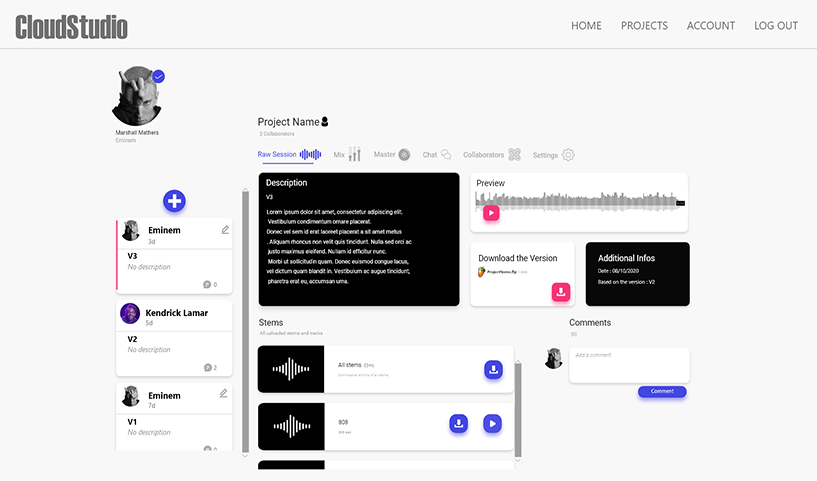 CloudStudio
HOME PROJECTS ACCOUNT LOG OUT
Marshall Mathers
Eminem
Project Name
2 Collaborators
Raw Session Mix Master Chat Collaborators Settings
Eminem
3d
V3
No description
0
Kendrick Lamar
5d
V2
No description
2
Eminem
7d
V1
No description
0
Description
V3
Lorem ipsum dolor sit amet, consectetur adipiscing elit.
Vestibulum condimentum ornare placerat.
Donec vel sem id erat laoreet placerat a sit amet metus
. Aliquam rhoncus non velit quis tincidunt. Nulla sed orci ac
justo maximus eleifend. Nullam id efficitur nunc.
Morbi ut sollicitudin quam. Donec euismod congue lacus,
vel dictum quam blandit in. Vestibulum ac augue tincidunt,
pharetra erat eu, accumsan urna.
Preview
Download the Version
ProjectName.flp
Additional Infos
Date : 06/10/2020
Based on the version : V2
Stems
All uploaded stems and tracks
All stems
808
808.wav
Comments
(0)
Add a comment
Comment